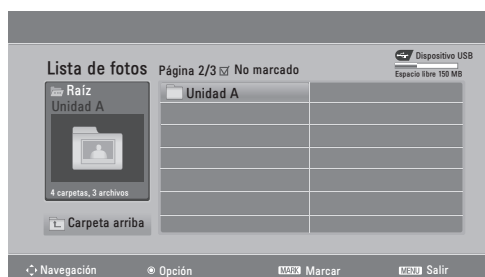 Lista de fotos
Página 2/3 No marcado
Dispositivo USB
Espacio libre 150 MB
Raíz
Unidad A
4 carpetas, 3 archivos
Carpeta arriba
Unidad A
Navegación
Opción
MARK Marcar
MENU Salir